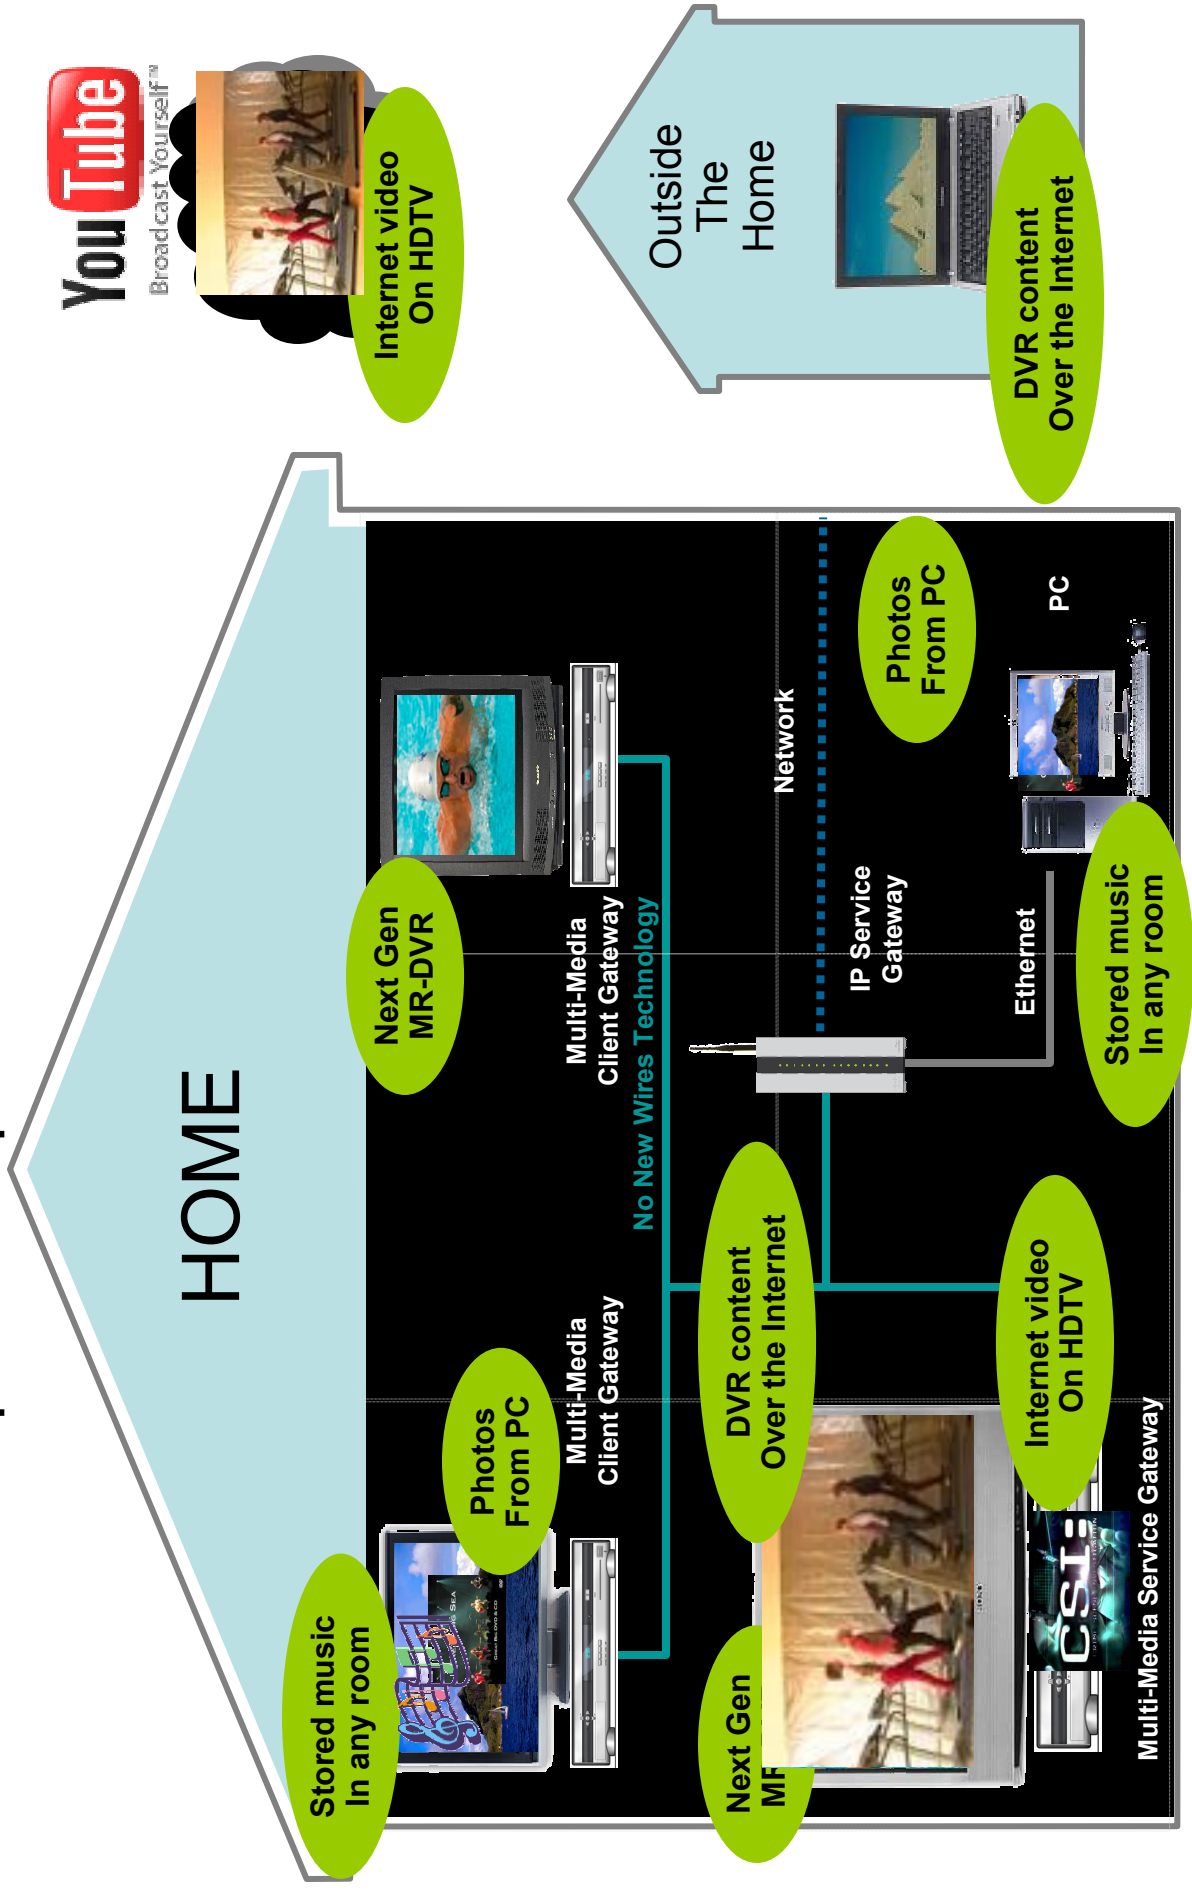 HOME
Stored music
In any room
Photos
From PC
Multi-Media
Client Gateway
Next Gen
MR-DVR
Multi-Media
Client Gateway
No New Wires Technology
Next Gen
DVR content
Over the Internet
Network
IP Service
Gateway
Photos
From PC
PC
Ethernet
Stored music
In any room
Internet video
On HDTV
CSI:
Multi-Media Service Gateway
YouTube
Broadcast Yourself™
Internet video
On HDTV
Outside
The
Home
DVR content
Over the Internet